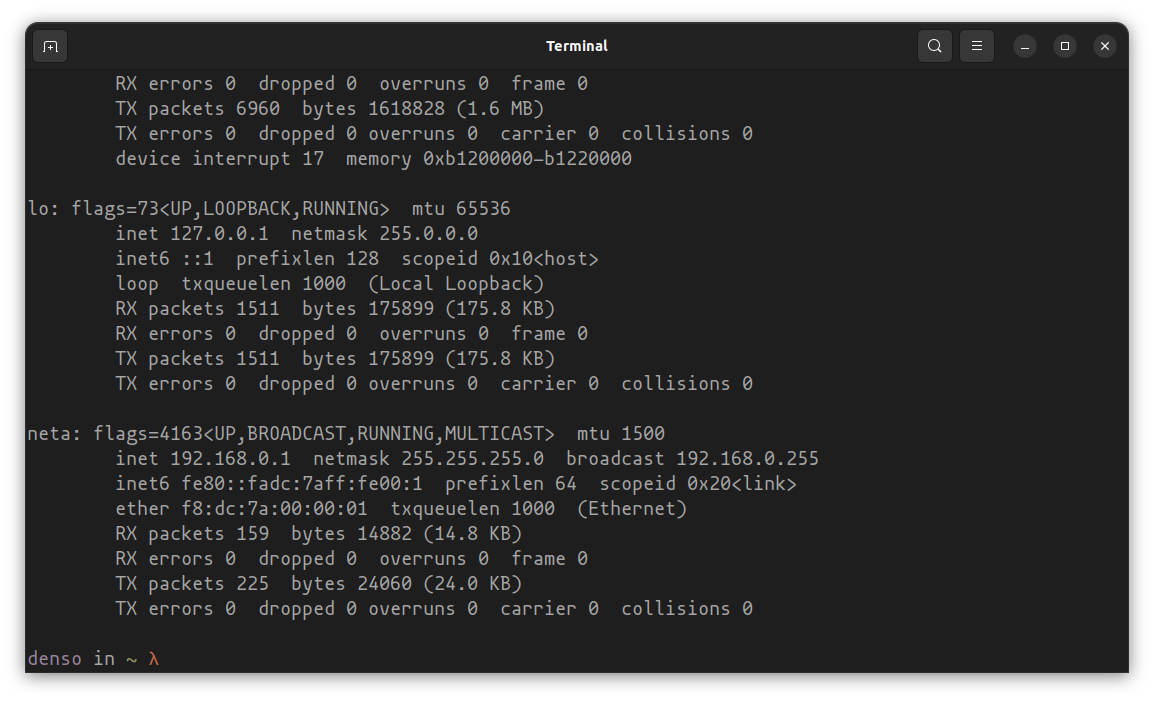 Terminal
RX errors 0  dropped 0  overruns 0  frame 0
TX packets 6960  bytes 1618828 (1.6 MB)
TX errors 0  dropped 0 overruns 0  carrier 0  collisions 0
device interrupt 17  memory 0xb1200000-b1220000
lo: flags=73<UP,LOOPBACK,RUNNING>  mtu 65536
inet 127.0.0.1  netmask 255.0.0.0
inet6 ::1  prefixlen 128  scopeid 0x10<host>
loop  txqueuelen 1000  (Local Loopback)
RX packets 1511  bytes 175899 (175.8 KB)
RX errors 0  dropped 0  overruns 0  frame 0
TX packets 1511  bytes 175899 (175.8 KB)
TX errors 0  dropped 0 overruns 0  carrier 0  collisions 0
neta: flags=4163<UP,BROADCAST,RUNNING,MULTICAST>  mtu 1500
inet 192.168.0.1  netmask 255.255.255.0  broadcast 192.168.0.255
inet6 fe80::fadc:7aff:fe00:1  prefixlen 64  scopeid 0x20<link>
ether f8:dc:7a:00:00:01  txqueuelen 1000  (Ethernet)
RX packets 159  bytes 14882 (14.8 KB)
RX errors 0  dropped 0  overruns 0  frame 0
TX packets 225  bytes 24060 (24.0 KB)
TX errors 0  dropped 0 overruns 0  carrier 0  collisions 0
denso in ~ λ